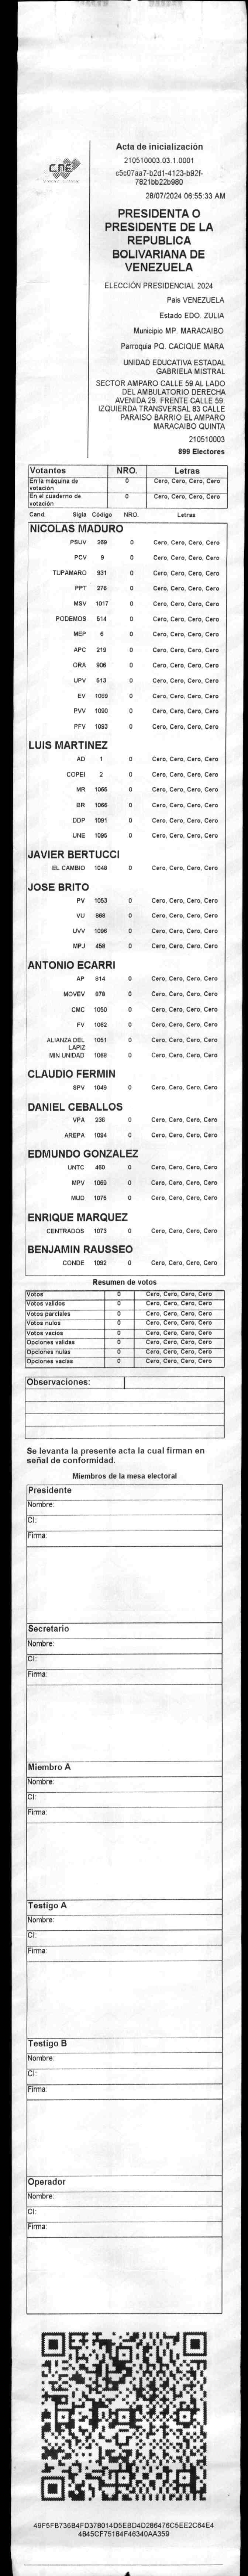 CNE
Acta de inicialización
210510003.03.1.0001
c5c07aa7-b2d1-4123-b92f-
7821bb22b980
28/07/2024 06:55:33 AM
PRESIDENTA O
PRESIDENTE DE LA
REPUBLICA
BOLIVARIANA DE
VENEZUELA
ELECCIÓN PRESIDENCIAL 2024
Pais VENEZUELA
Estado EDO. ZULIA
Municipio MP. MARACAIBO
Parroquia PQ. CACIQUE MARA
UNIDAD EDUCATIVA ESTADAL
GABRIELA MISTRAL
SECTOR AMPARO CALLE 59 AL LADO
DEL AMBULATORIO DERECHA
AVENIDA 29. FRENTE CALLE 59.
IZQUIERDA TRANSVERSAL 83 CALLE
PARAISO BARRIO EL AMPARO
MARACAIBO QUINTA
210510003
899 Electores
Votantes NRO. Letras
En la máquina de votación 0 Cero, Cero, Cero, Cero
En el cuaderno de votación 0 Cero, Cero, Cero, Cero
Cand. Sigla Código NRO. Letras
NICOLAS MADURO
PSUV 269 0 Cero, Cero, Cero, Cero
PCV 9 0 Cero, Cero, Cero, Cero
TUPAMARO 931 0 Cero, Cero, Cero, Cero
PPT 276 0 Cero, Cero, Cero, Cero
MSV 1017 0 Cero, Cero, Cero, Cero
PODEMOS 514 0 Cero, Cero, Cero, Cero
MEP 6 0 Cero, Cero, Cero, Cero
APC 219 0 Cero, Cero, Cero, Cero
ORA 906 0 Cero, Cero, Cero, Cero
UPV 513 0 Cero, Cero, Cero, Cero
EV 1089 0 Cero, Cero, Cero, Cero
PVV 1090 0 Cero, Cero, Cero, Cero
PFV 1093 0 Cero, Cero, Cero, Cero
LUIS MARTINEZ
AD 1 0 Cero, Cero, Cero, Cero
COPEI 2 0 Cero, Cero, Cero, Cero
MR 1065 0 Cero, Cero, Cero, Cero
BR 1066 0 Cero, Cero, Cero, Cero
DDP 1091 0 Cero, Cero, Cero, Cero
UNE 1095 0 Cero, Cero, Cero, Cero
JAVIER BERTUCCI
EL CAMBIO 1048 0 Cero, Cero, Cero, Cero
JOSE BRITO
PV 1053 0 Cero, Cero, Cero, Cero
VU 868 0 Cero, Cero, Cero, Cero
UVV 1096 0 Cero, Cero, Cero, Cero
MPJ 458 0 Cero, Cero, Cero, Cero
ANTONIO ECARRI
AP 814 0 Cero, Cero, Cero, Cero
MOVEV 878 0 Cero, Cero, Cero, Cero
CMC 1050 0 Cero, Cero, Cero, Cero
FV 1062 0 Cero, Cero, Cero, Cero
ALIANZA DEL LAPIZ 1051 0 Cero, Cero, Cero, Cero
MIN UNIDAD 1068 0 Cero, Cero, Cero, Cero
CLAUDIO FERMIN
SPV 1049 0 Cero, Cero, Cero, Cero
DANIEL CEBALLOS
VPA 236 0 Cero, Cero, Cero, Cero
AREPA 1094 0 Cero, Cero, Cero, Cero
EDMUNDO GONZALEZ
UNTC 460 0 Cero, Cero, Cero, Cero
MPV 1069 0 Cero, Cero, Cero, Cero
MUD 1075 0 Cero, Cero, Cero, Cero
ENRIQUE MARQUEZ
CENTRADOS 1073 0 Cero, Cero, Cero, Cero
BENJAMIN RAUSSEO
CONDE 1092 0 Cero, Cero, Cero, Cero
Resumen de votos
Votos 0 Cero, Cero, Cero, Cero
Votos validos 0 Cero, Cero, Cero, Cero
Votos parciales 0 Cero, Cero, Cero, Cero
Votos nulos 0 Cero, Cero, Cero, Cero
Votos vacios 0 Cero, Cero, Cero, Cero
Opciones validas 0 Cero, Cero, Cero, Cero
Opciones nulas 0 Cero, Cero, Cero, Cero
Opciones vacias 0 Cero, Cero, Cero, Cero
Observaciones:
Se levanta la presente acta la cual firman en
señal de conformidad.
Miembros de la mesa electoral
Presidente
Nombre:
CI:
Firma:
Secretario
Nombre:
CI:
Firma:
Miembro A
Nombre:
CI:
Firma:
Testigo A
Nombre:
CI:
Firma:
Testigo B
Nombre:
CI:
Firma:
Operador
Nombre:
CI:
Firma:
49F5FB736B4FD378014D5EBD4D286476C5EE2C64E4
4B45CF75184F46340AA359